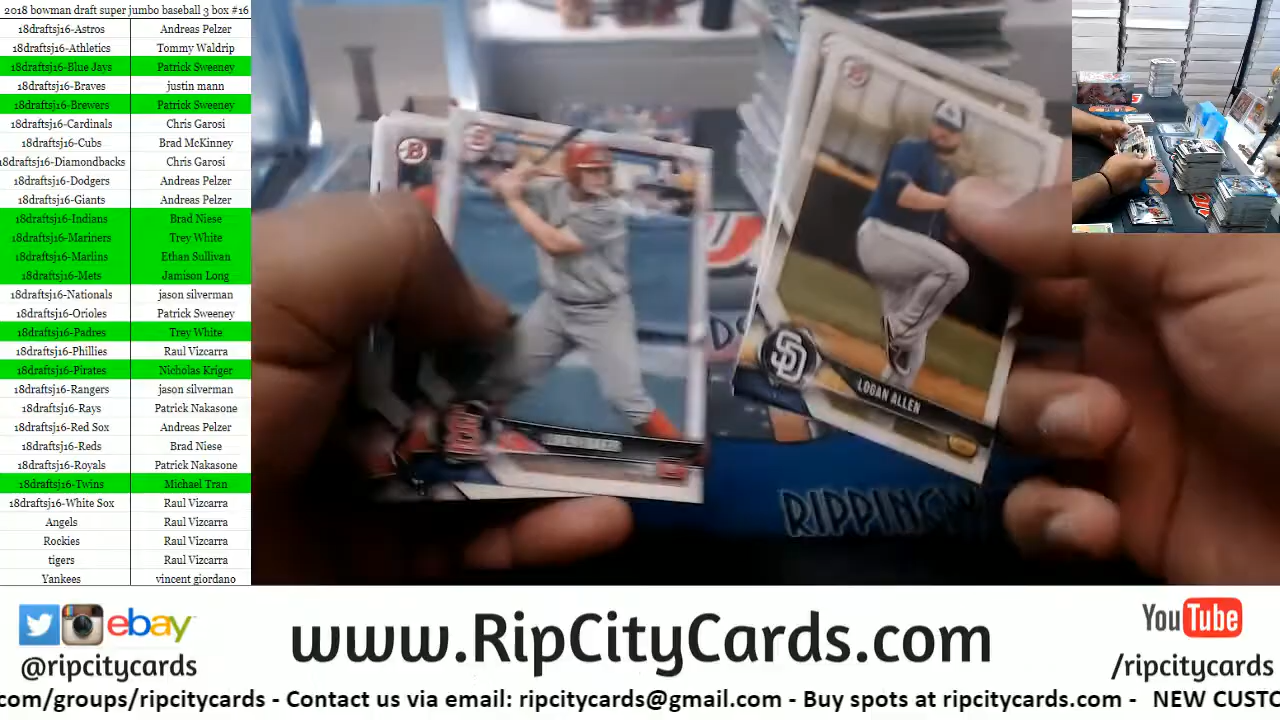 2018 bowman draft super jumbo baseball 3 box #16
18draftsj16-Astros Andreas Pelzer
18draftsj16-Athletics Tommy Waldrip
18draftsj16-Blue Jays Patrick Sweeney
18draftsj16-Braves justin mann
18draftsj16-Brewers Patrick Sweeney
18draftsj16-Cardinals Chris Garosi
18draftsj16-Cubs Brad McKinney
18draftsj16-Diamondbacks Chris Garosi
18draftsj16-Dodgers Andreas Pelzer
18draftsj16-Giants Andreas Pelzer
18draftsj16-Indians Brad Niese
18draftsj16-Mariners Trey White
18draftsj16-Marlins Ethan Sullivan
18draftsj16-Mets Jamison Long
18draftsj16-Nationals jason silverman
18draftsj16-Orioles Patrick Sweeney
18draftsj16-Padres Trey White
18draftsj16-Phillies Raul Vizcarra
18draftsj16-Pirates Nicholas Kriger
18draftsj16-Rangers jason silverman
18draftsj16-Rays Patrick Nakasone
18draftsj16-Red Sox Andreas Pelzer
18draftsj16-Reds Brad Niese
18draftsj16-Royals Patrick Nakasone
18draftsj16-Twins Michael Tran
18draftsj16-White Sox Raul Vizcarra
Angels Raul Vizcarra
Rockies Raul Vizcarra
tigers Raul Vizcarra
Yankees vincent giordano
B
B
B
SD
LOGAN ALLEN
RIPPING
ebay
@ripcitycards
www.RipCityCards.com
YouTube
/ripcitycards
com/groups/ripcitycards - Contact us via email: ripcitycards@gmail.com - Buy spots at ripcitycards.com - NEW CUSTO